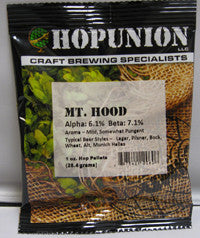 HOPUNION
LLC
CRAFT BREWING SPECIALISTS
MT. HOOD
Alpha: 6.1% Beta: 7.1%
Aroma - Mild, Somewhat Pungent
Typical Beer Styles - Lager, Pilsner, Bock,
Wheat, Alt, Munich Helles
1 oz. Hop Pellets
(28.4 grams)